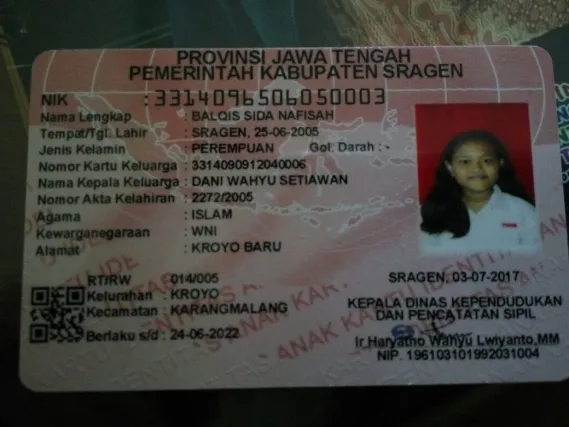 PROVINSI JAWA TENGAH
PEMERINTAH KABUPATEN SRAGEN
NIK : 3314096506050003
Nama Lengkap : BALQIS SIDA NAFISAH
Tempat/Tgl. Lahir : SRAGEN, 25-06-2005
Jenis Kelamin : PEREMPUAN Gol. Darah : -
Nomor Kartu Keluarga : 3314090912040006
Nama Kepala Keluarga : DANI WAHYU SETIAWAN
Nomor Akta Kelahiran : 2272/2005
Agama : ISLAM
Kewarganegaraan : WNI
Alamat : KROYO BARU
RT/RW : 014/005
Kelurahan : KROYO
Kecamatan : KARANGMALANG
Berlaku s/d : 24-06-2022
SRAGEN, 03-07-2017
KEPALA DINAS KEPENDUDUKAN
DAN PENCATATAN SIPIL
Ir.Haryatno Wahyu Lwiyanto,MM
NIP. 196103101992031004